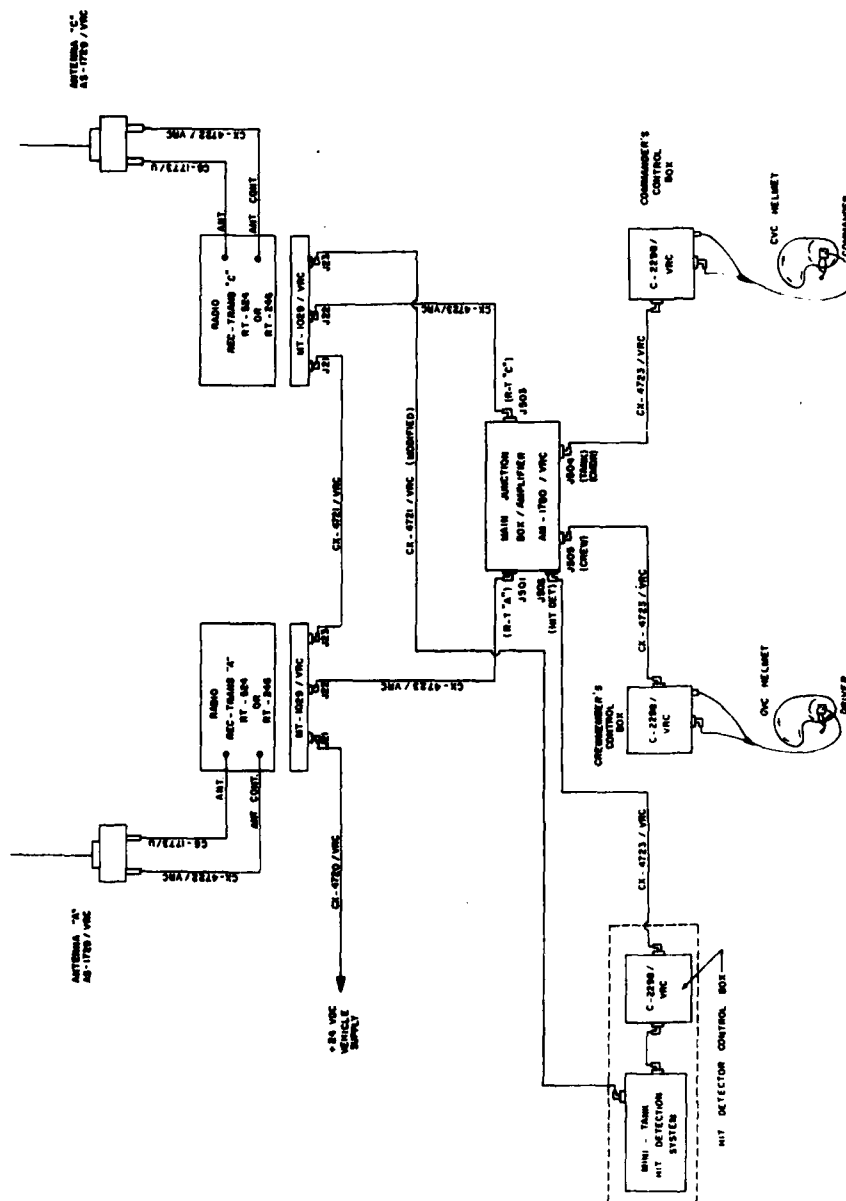 ANTENNA "A"
AS-1729/VRC
CG-1773/U
CX-4722/VRC
ANT
ANT CONT.
RADIO
REC-TRANS "A"
RT-524
OR
RT-246
MT-1029/VRC
J21
J22
J23
CX-4720/VRC
+24 VDC
VEHICLE
SUPPLY
CX-4721/VRC
CX-4723/VRC
ANTENNA "C"
AS-1729/VRC
CG-1773/U
CX-4722/VRC
ANT
ANT CONT
RADIO
REC-TRANS "C"
RT-524
OR
RT-246
MT-1029/VRC
J21
J22
J23
CX-4723/VRC
CX-4721/VRC (MODIFIED)
(R-T "A")
J501
J506
(HIT DET)
MAIN JUNCTION
BOX/AMPLIFIER
AM-1780/VRC
(R-T "C")
J503
J505
(CREW)
J504
(TANK)
(CMDR)
CX-4723/VRC
CX-4723/VRC
CX-4723/VRC
MINI-TANK
HIT DETECTION
SYSTEM
C-2298/
VRC
HIT DETECTOR CONTROL BOX
CREWMEMBER'S
CONTROL
BOX
C-2298/
VRC
CVC HELMET
DRIVER
COMMANDER'S
CONTROL
BOX
C-2298/
VRC
CVC HELMET
COMMANDER